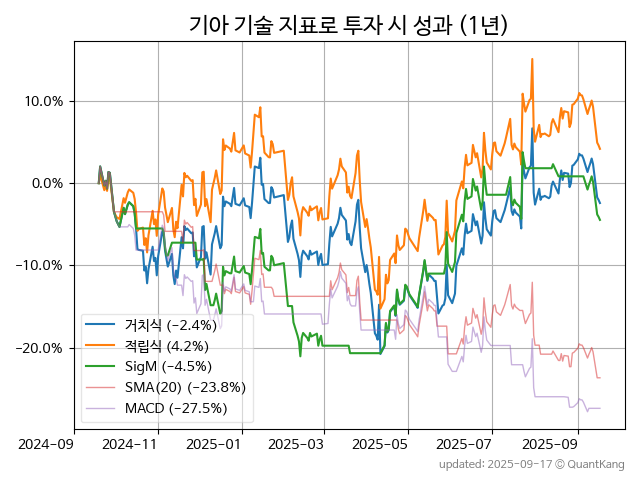 기아 기술 지표로 투자 시 성과 (1년)
10.0%
0.0%
−10.0%
−20.0%
거치식 (−2.4%)
적립식 (4.2%)
SigM (−4.5%)
SMA(20) (−23.8%)
MACD (−27.5%)
2024-09 2024-11 2025-01 2025-03 2025-05 2025-07 2025-09
updated: 2025-09-17 ⓒ QuantKang